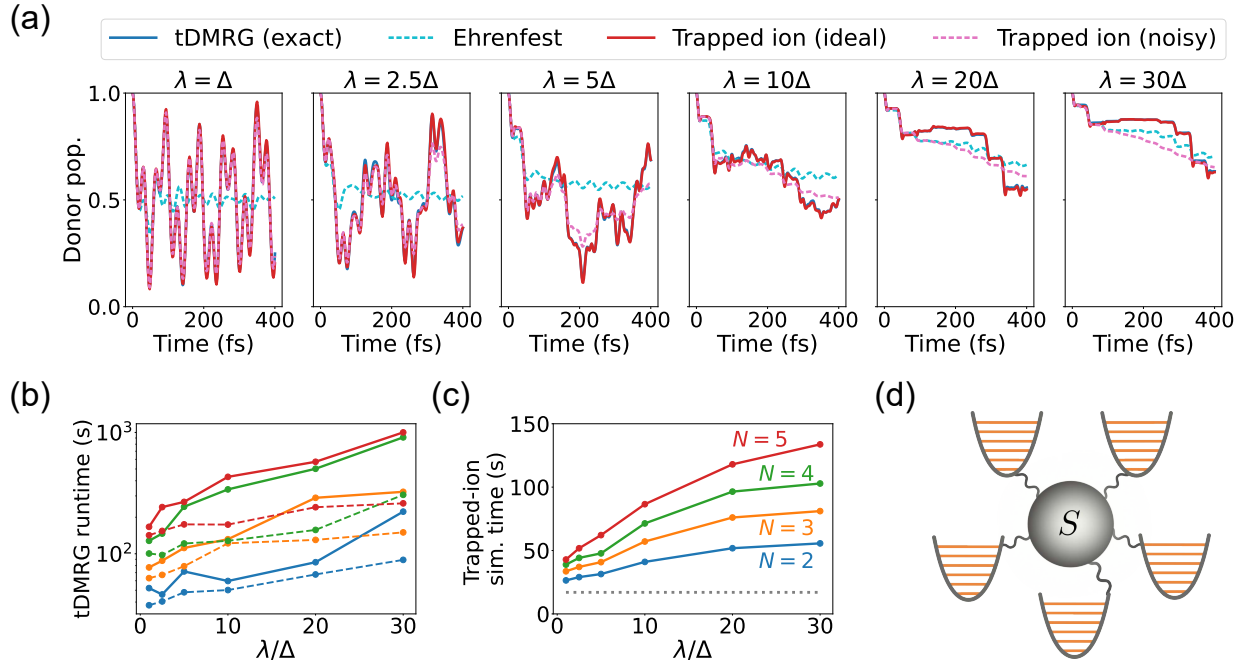 (a)
tDMRG (exact) Ehrenfest Trapped ion (ideal) Trapped ion (noisy)
λ = Δ λ = 2.5Δ λ = 5Δ λ = 10Δ λ = 20Δ λ = 30Δ
Donor pop.
1.0
0.5
0.0
0 200 400 0 200 400 0 200 400 0 200 400 0 200 400 0 200 400
Time (fs) Time (fs) Time (fs) Time (fs) Time (fs) Time (fs)
(b)
tDMRG runtime (s)
10³
10²
0 10 20 30
λ/Δ
(c)
Trapped-ion
sim. time (s)
150
100
50
0
N = 5
N = 4
N = 3
N = 2
0 10 20 30
λ/Δ
(d)
S